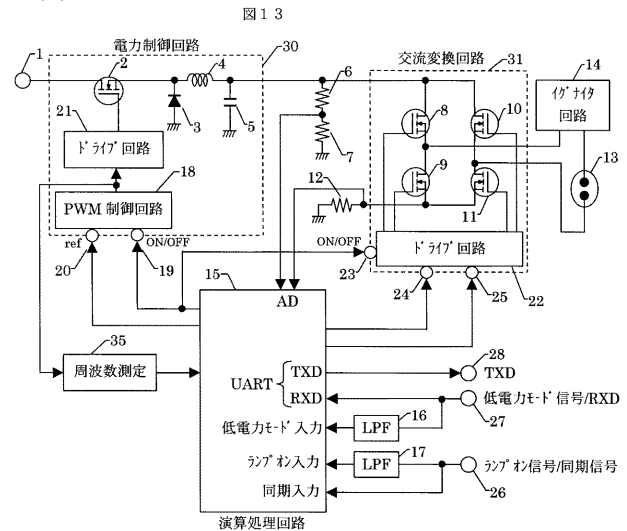 図13
電力制御回路
30
交流変換回路
31
14
1
2
4
6
8
10
イグナイタ
回路
21
3
5
ドライブ回路
7
13
18
9
12
11
PWM 制御回路
ref
ON/OFF
ON/OFF
ドライブ回路
20
19
23
15
AD
24
25
22
35
周波数測定
28
UART
TXD
TXD
RXD
低電力モード信号/RXD
16
27
低電力モード入力
LPF
17
ランプオン入力
LPF
ランプオン信号/同期信号
26
同期入力
演算処理回路